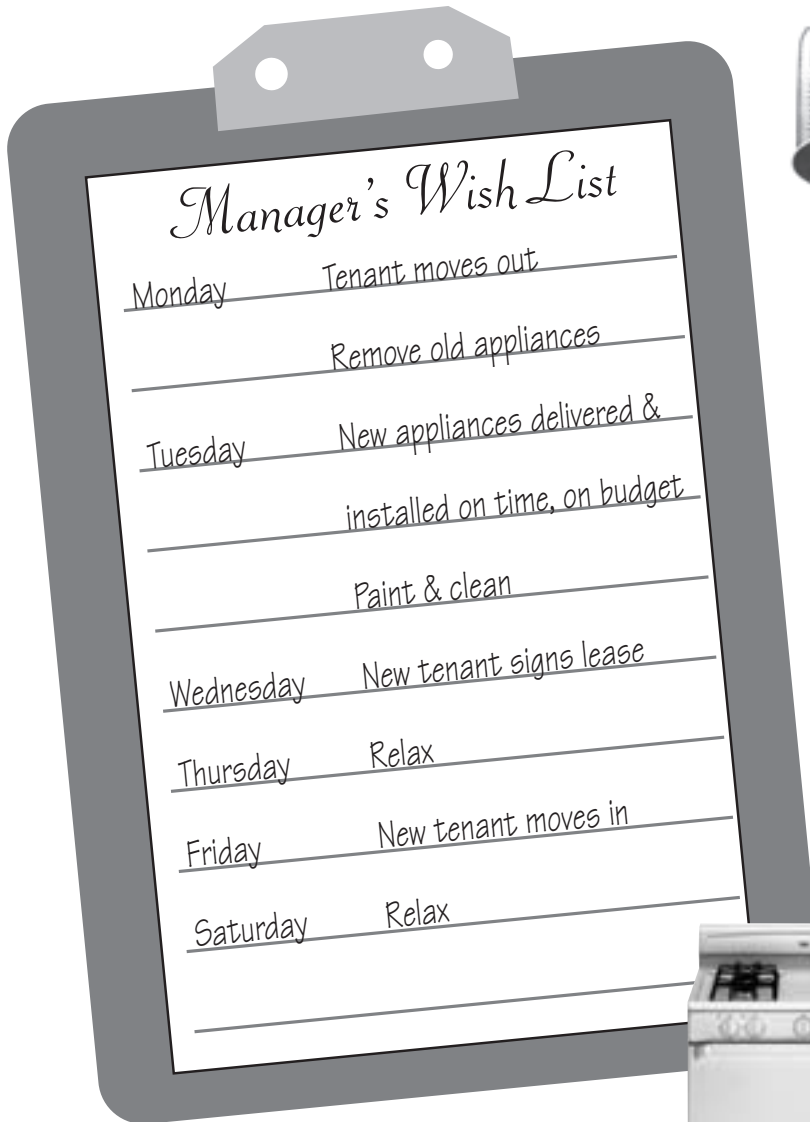 Manager's Wish List
Monday Tenant moves out
Remove old appliances
Tuesday New appliances delivered &
installed on time, on budget
Paint & clean
Wednesday New tenant signs lease
Thursday Relax
Friday New tenant moves in
Saturday Relax